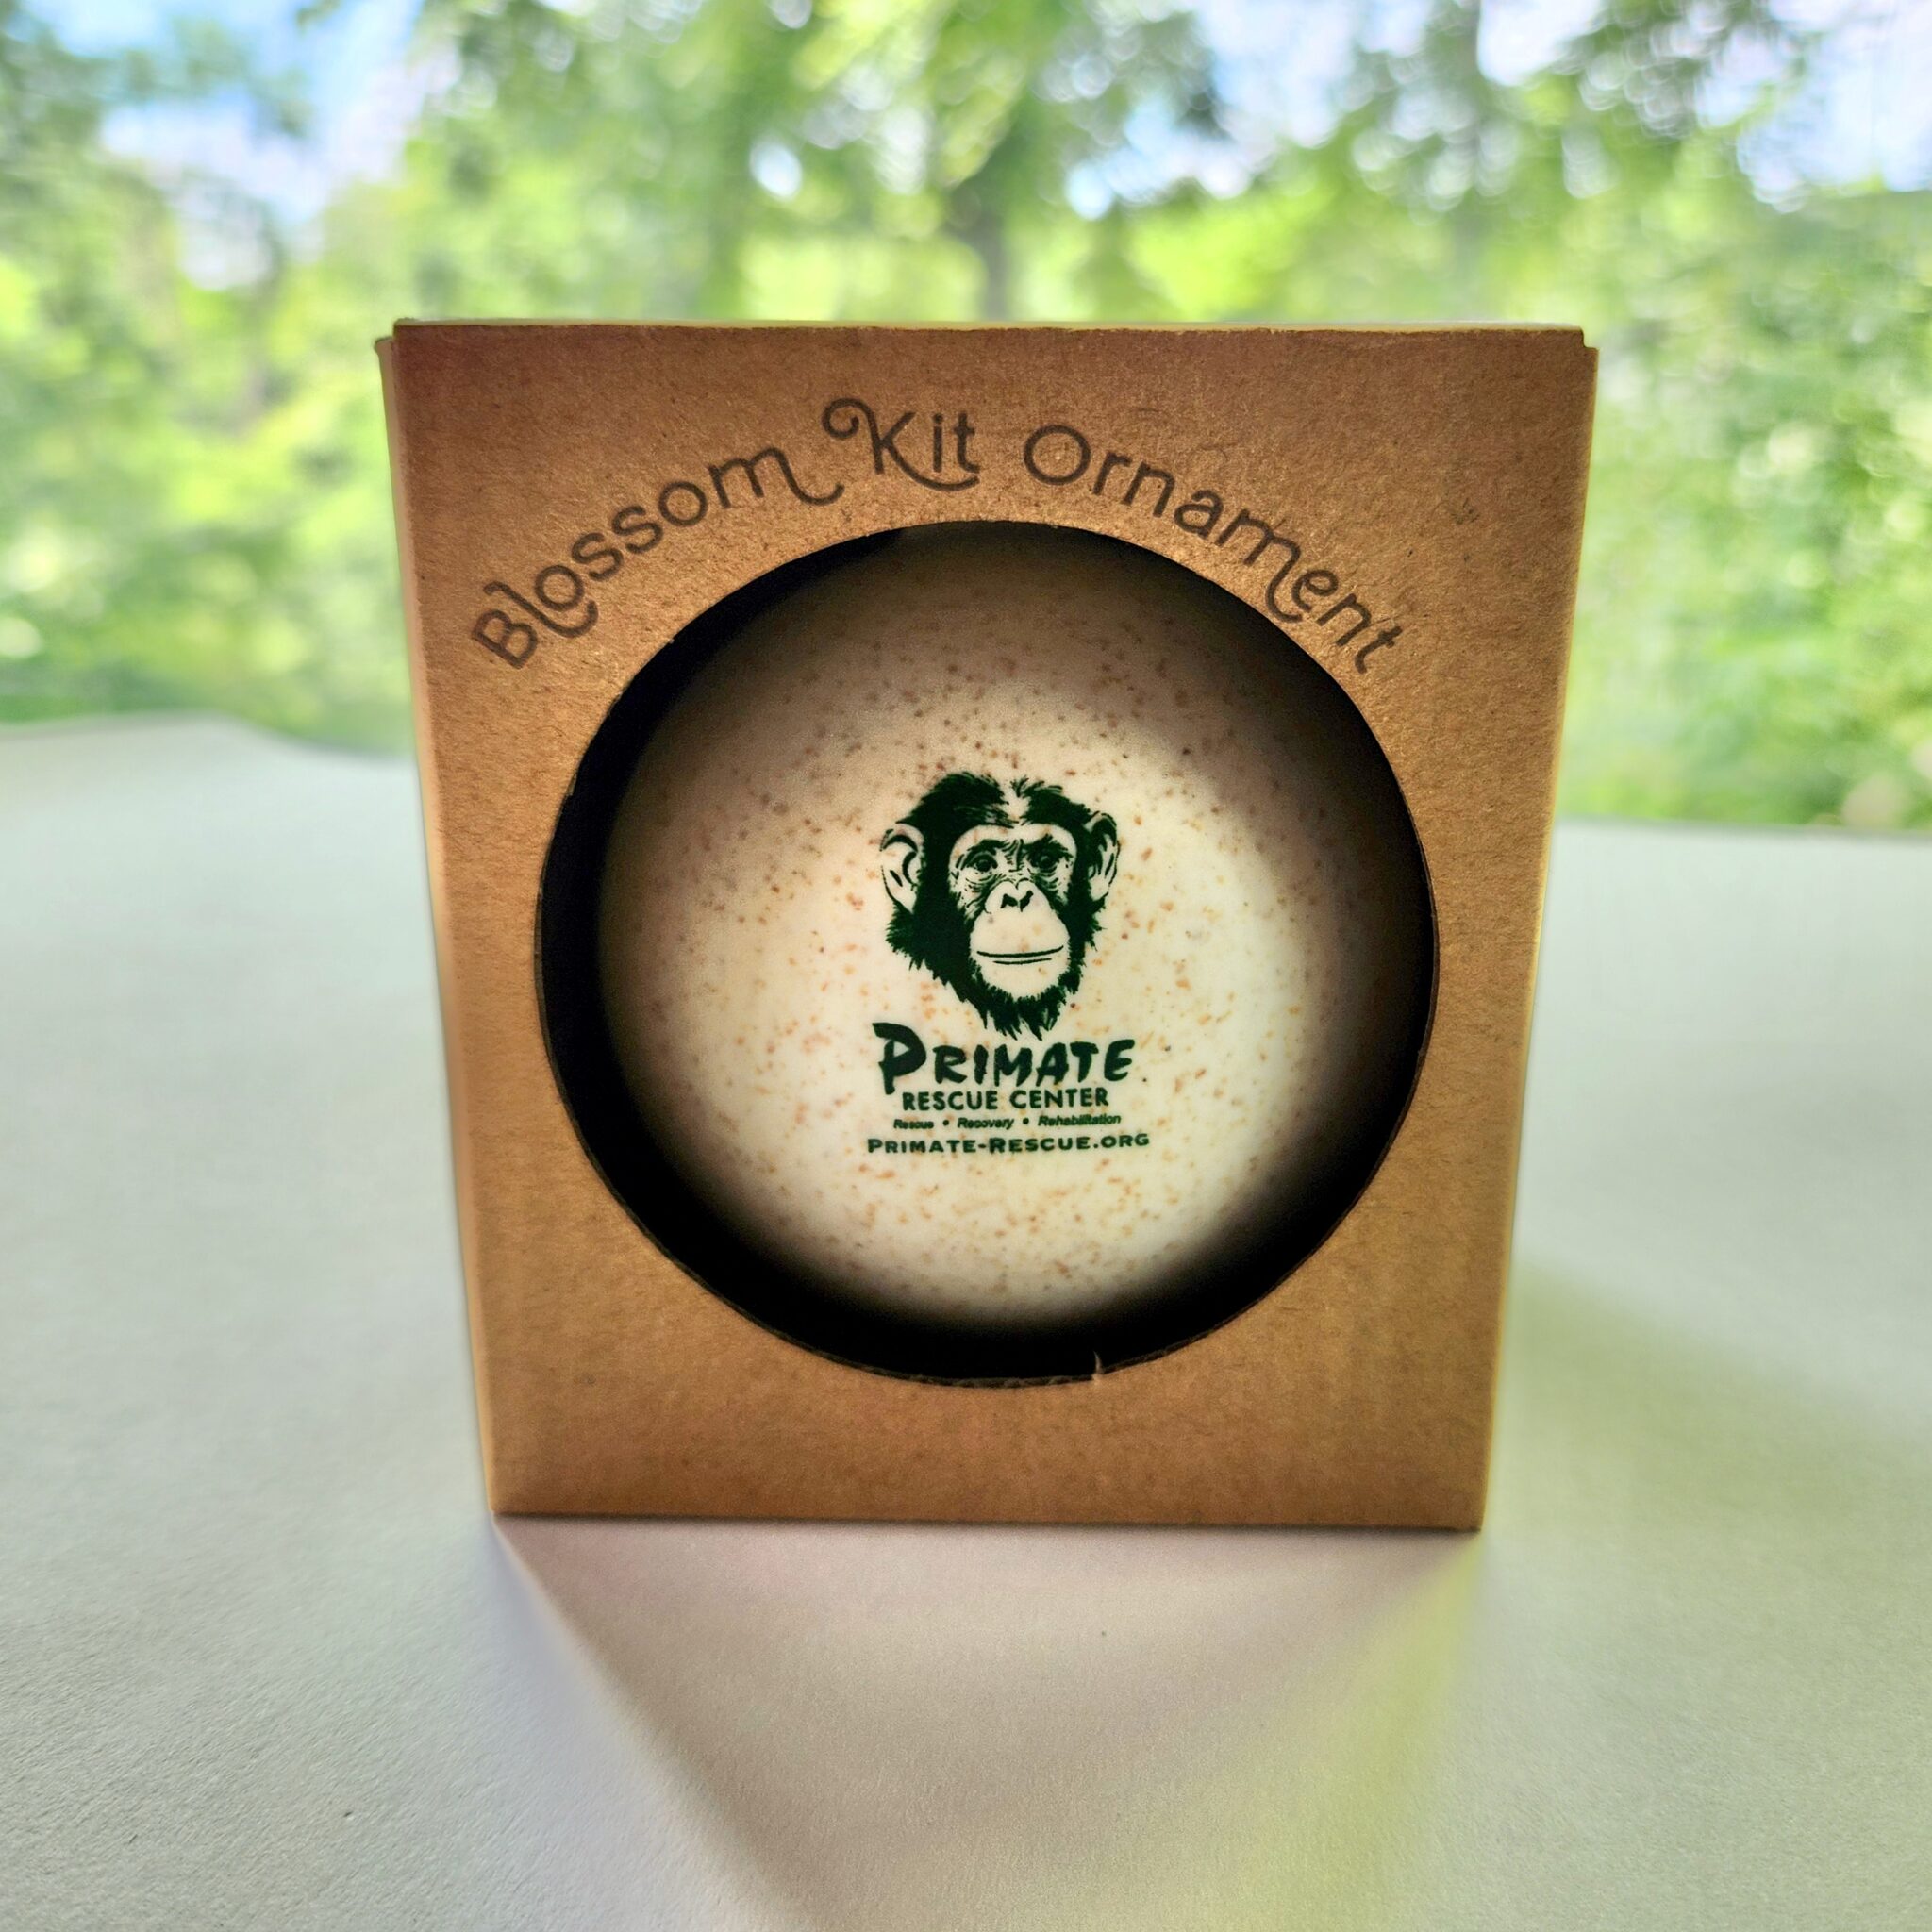 Blossom Kit Ornament
PRIMATE
RESCUE CENTER
Rescue • Recovery • Rehabilitation
PRIMATE-RESCUE.ORG